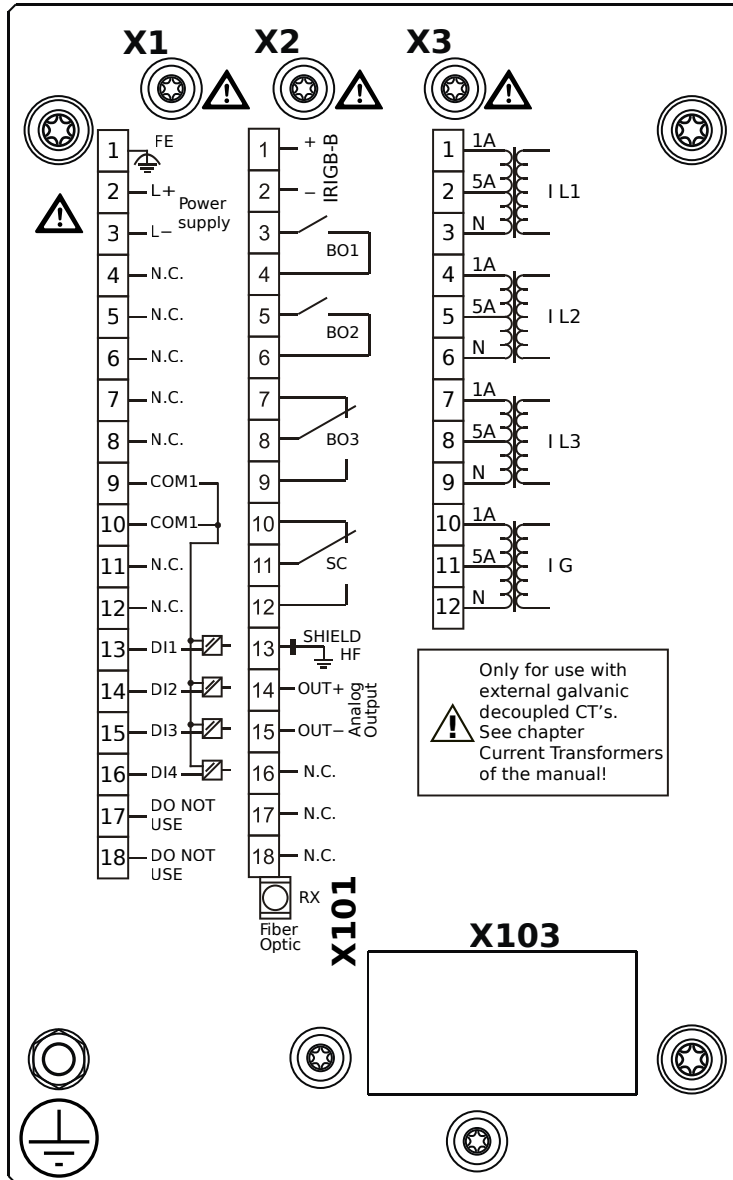 X1
X2
X3
1 FE
2 L+
3 L−
Power
supply
4 N.C.
5 N.C.
6 N.C.
7 N.C.
8 N.C.
9 COM1
10 COM1
11 N.C.
12 N.C.
13 DI1
14 DI2
15 DI3
16 DI4
17 DO NOT
USE
18 DO NOT
USE
1 +
2 −
IRIGB-B
3
4
BO1
5
6
BO2
7
8
BO3
9
10
11
SC
12
13 SHIELD
HF
14 OUT+
15 OUT−
Analog
Output
16 N.C.
17 N.C.
18 N.C.
RX
Fiber
Optic
X101
1 1A
2 5A
3 N
I L1
4 1A
5 5A
6 N
I L2
7 1A
8 5A
9 N
I L3
10 1A
11 5A
12 N
I G
Only for use with
external galvanic
decoupled CT's.
See chapter
Current Transformers
of the manual!
X103